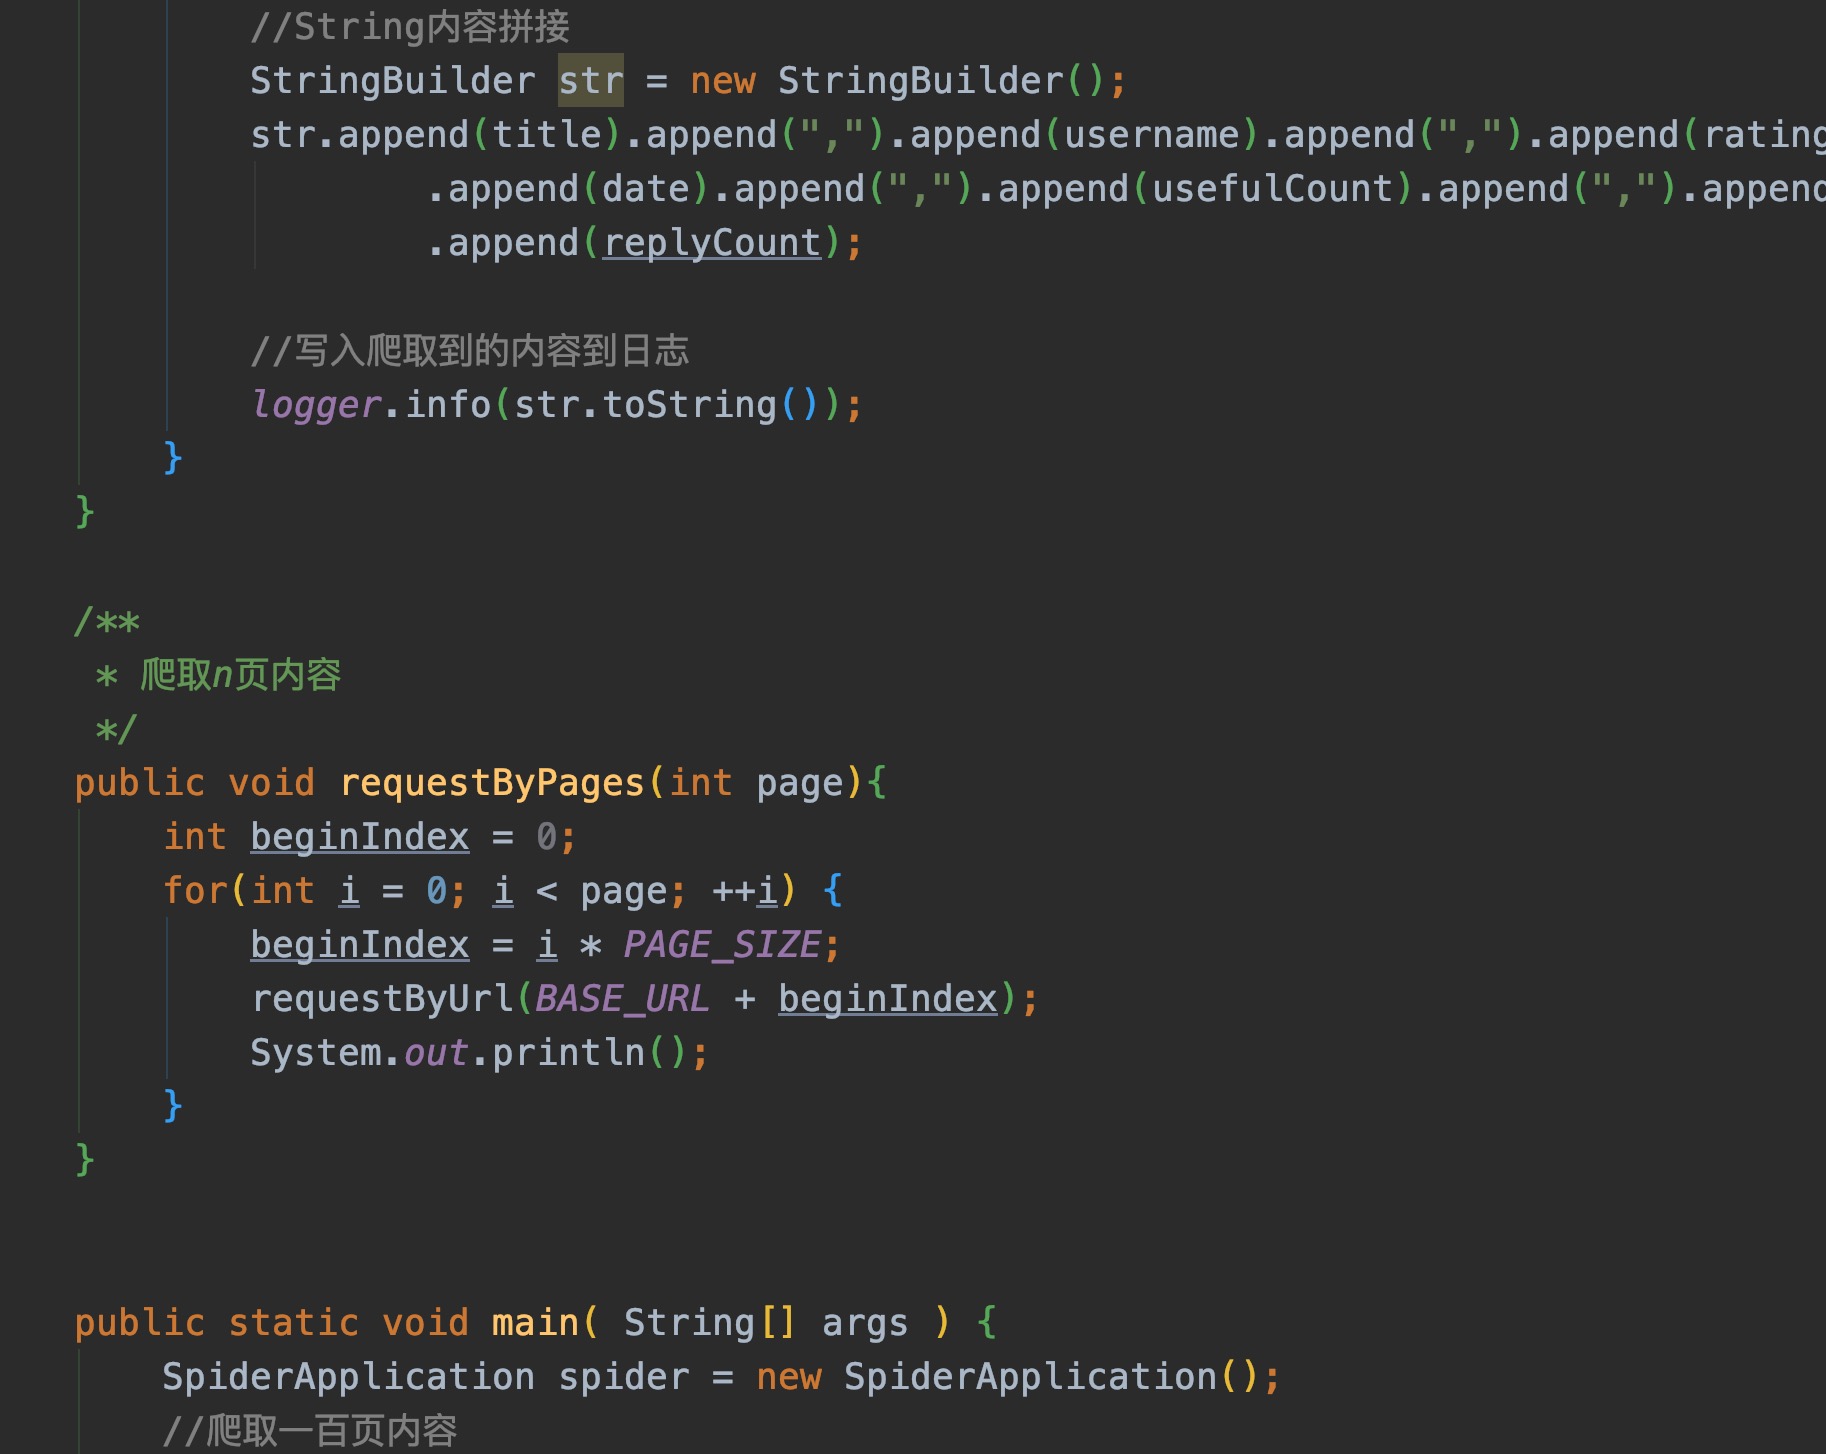 //String内容拼接
StringBuilder str = new StringBuilder();
str.append(title).append(",").append(username).append(",").append(rating
.append(date).append(",").append(usefulCount).append(",").append
.append(replyCount);
//写入爬取到的内容到日志
logger.info(str.toString());
}
}
/**
* 爬取n页内容
*/
public void requestByPages(int page){
int beginIndex = 0;
for(int i = 0; i < page; ++i) {
beginIndex = i * PAGE_SIZE;
requestByUrl(BASE_URL + beginIndex);
System.out.println();
}
}
public static void main( String[] args ) {
SpiderApplication spider = new SpiderApplication();
//爬取一百页内容